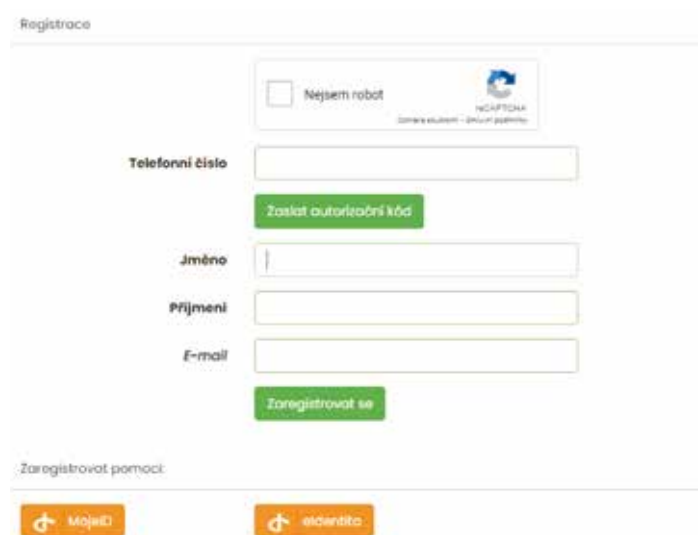 Registrace
Nejsem robot
reCAPTCHA
Telefonní číslo
Zaslat autorizační kód
Jméno
Příjmení
E-mail
Zaregistrovat se
Zaregistrovat pomocí:
MojeID
eIdentita